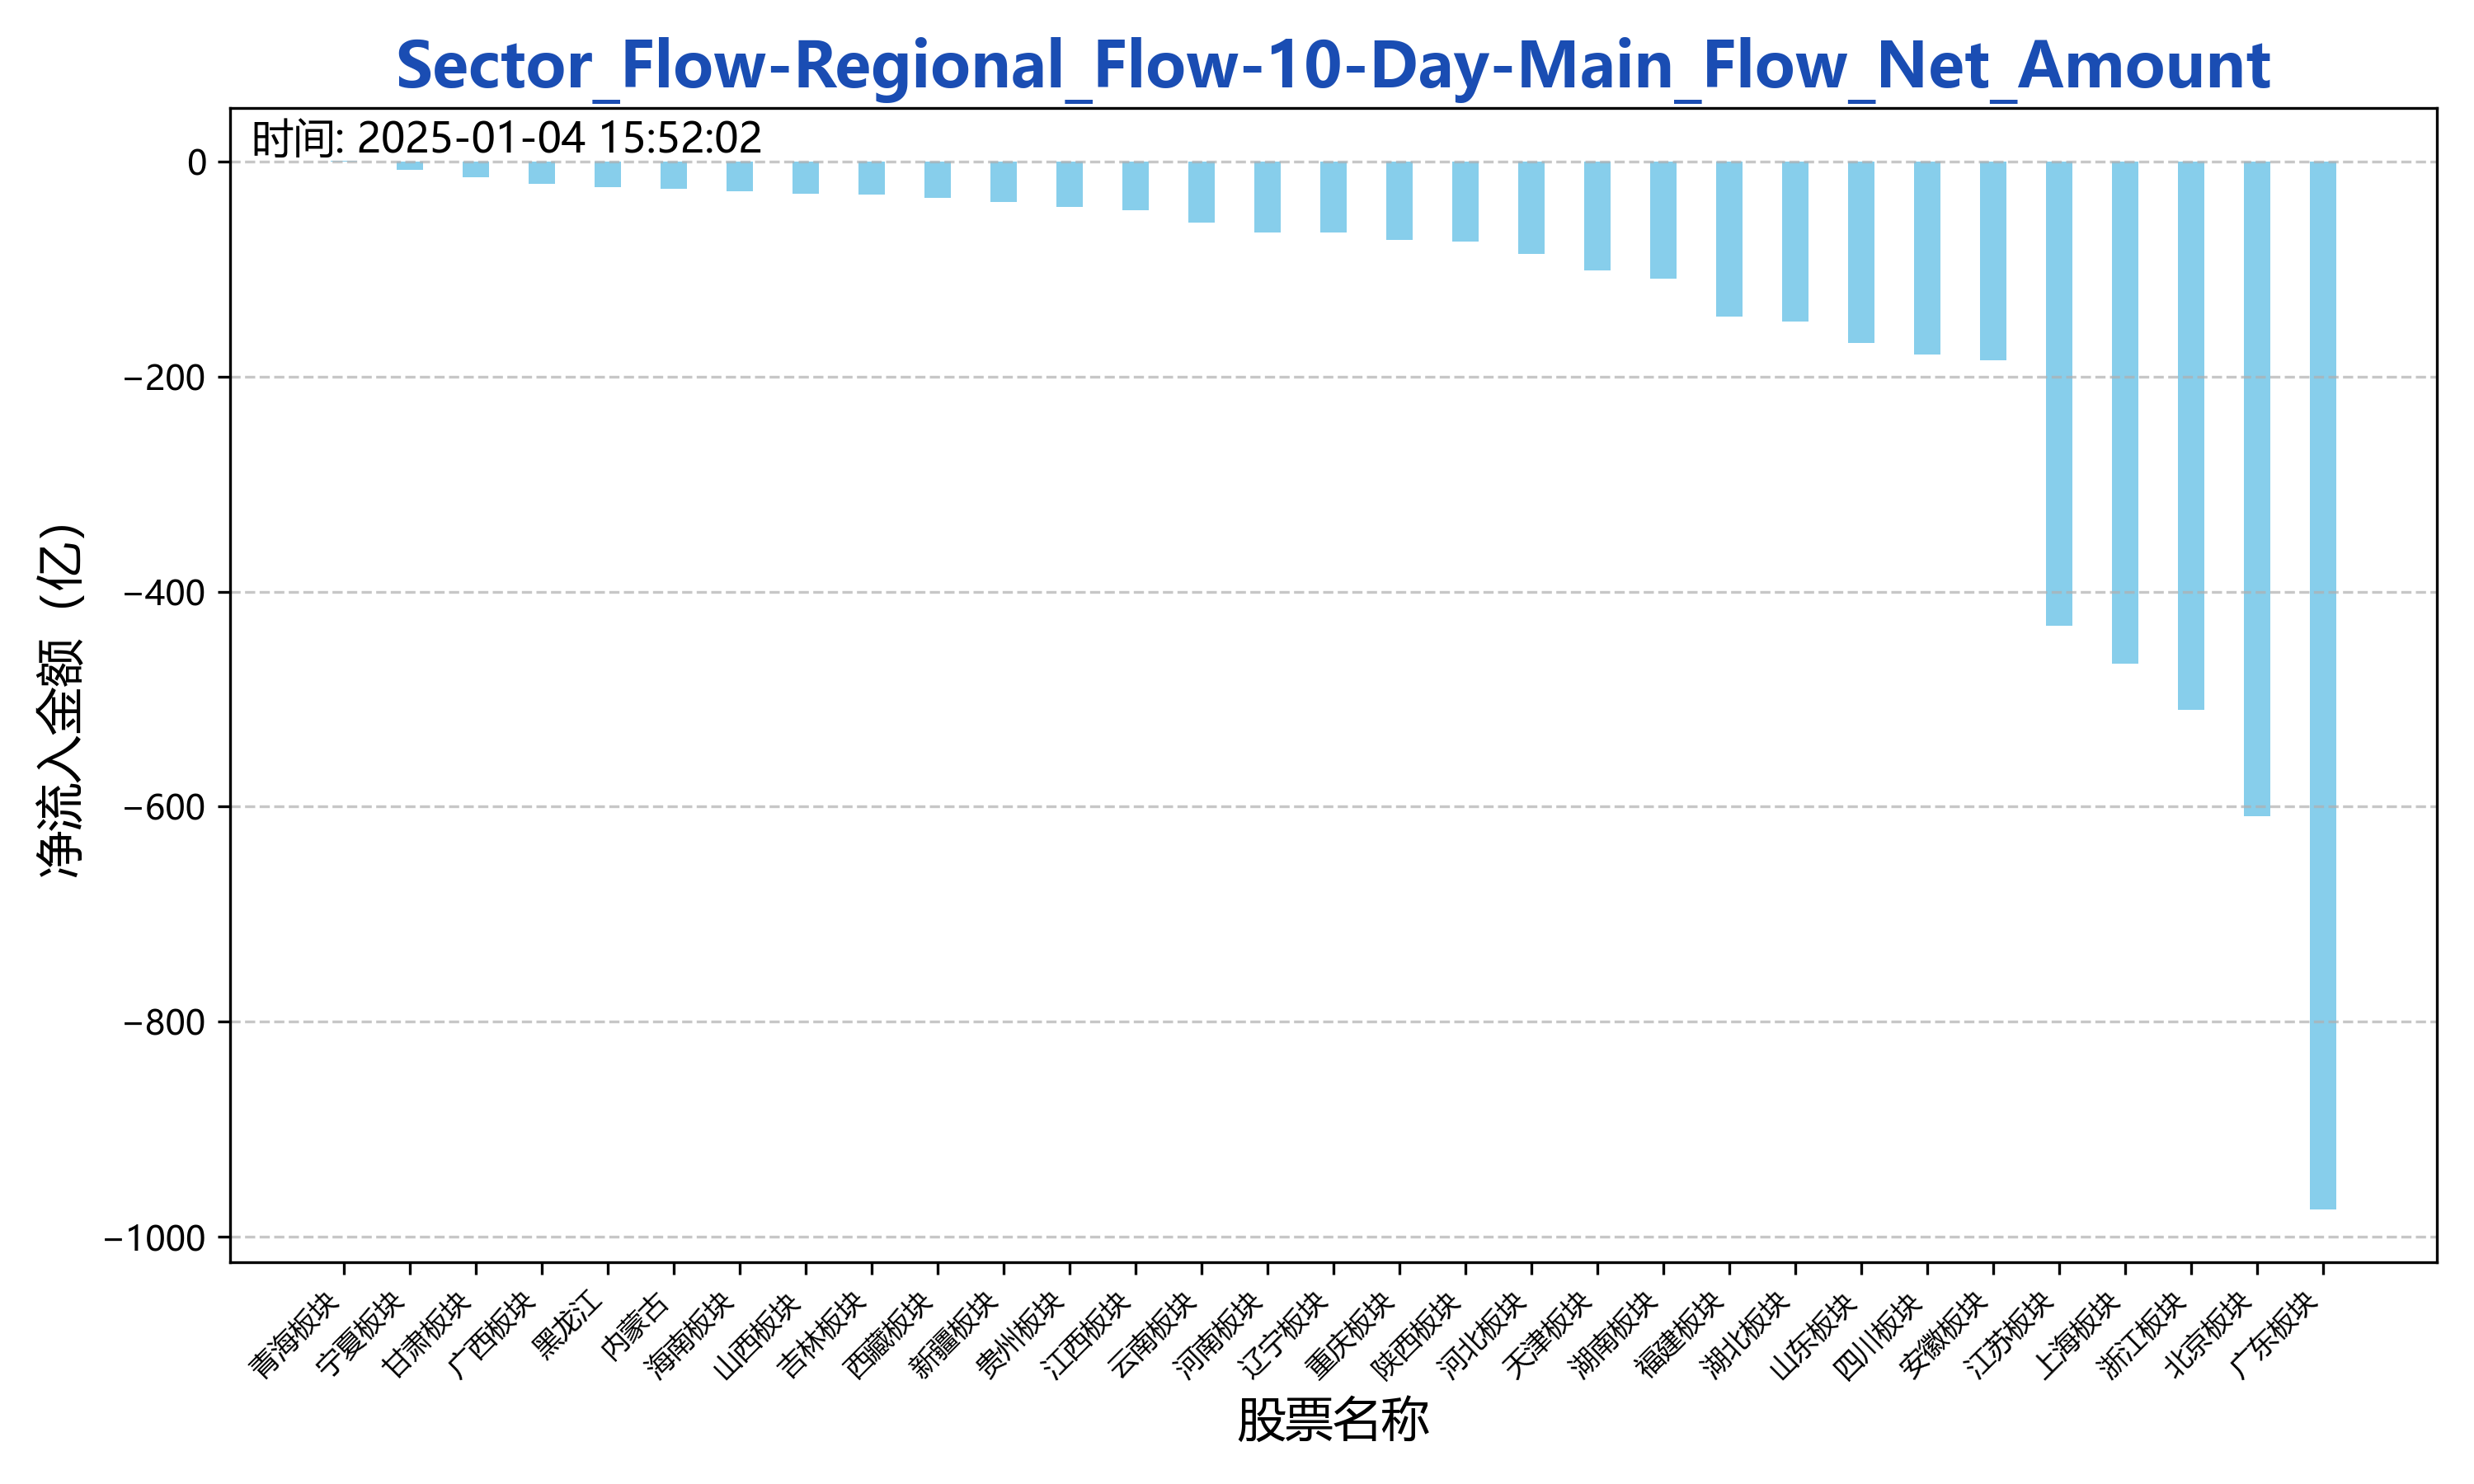 Sector_Flow-Regional_Flow-10-Day-Main_Flow_Net_Amount
时间: 2025-01-04 15:52:02
净流入金额 (亿)
0
−200
−400
−600
−800
−1000
青海板块
宁夏板块
甘肃板块
广西板块
黑龙江
内蒙古
海南板块
山西板块
吉林板块
西藏板块
新疆板块
贵州板块
江西板块
云南板块
河南板块
辽宁板块
重庆板块
陕西板块
河北板块
天津板块
湖南板块
福建板块
湖北板块
山东板块
四川板块
安徽板块
江苏板块
上海板块
浙江板块
北京板块
广东板块
股票名称